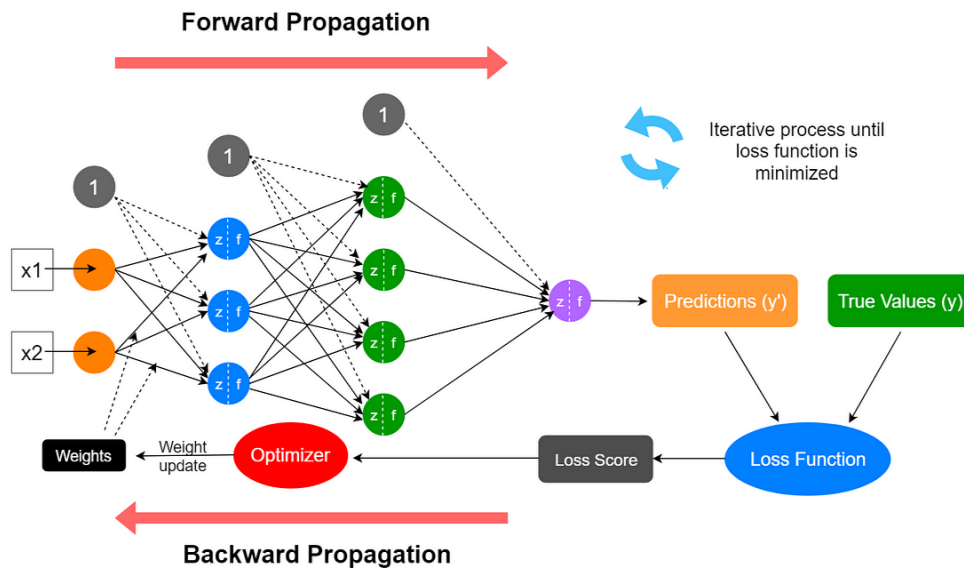 Forward Propagation
1
1
1
Iterative process until
loss function is
minimized
z f
z f
x1
z f
z f
z f
Predictions (y')
True Values (y)
z f
x2
z f
z f
Weights
Weight
update
Optimizer
Loss Score
Loss Function
Backward Propagation